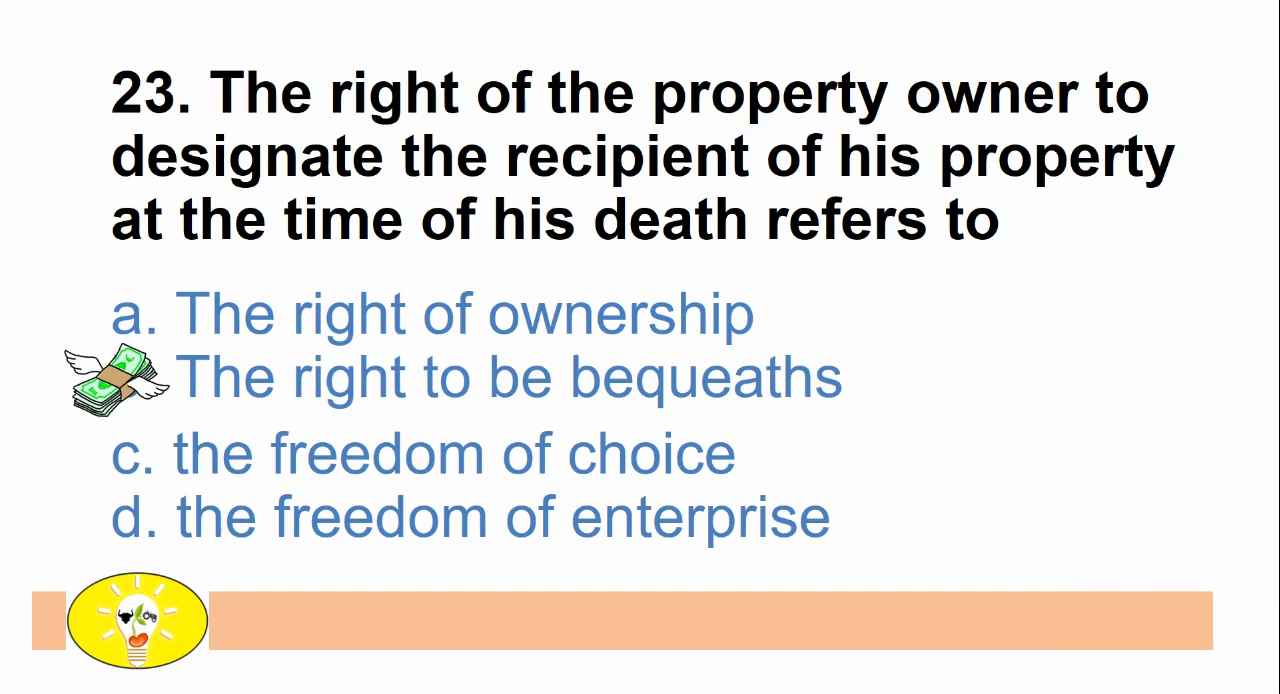 23. The right of the property owner to
designate the recipient of his property
at the time of his death refers to
a. The right of ownership
The right to be bequeaths
c. the freedom of choice
d. the freedom of enterprise